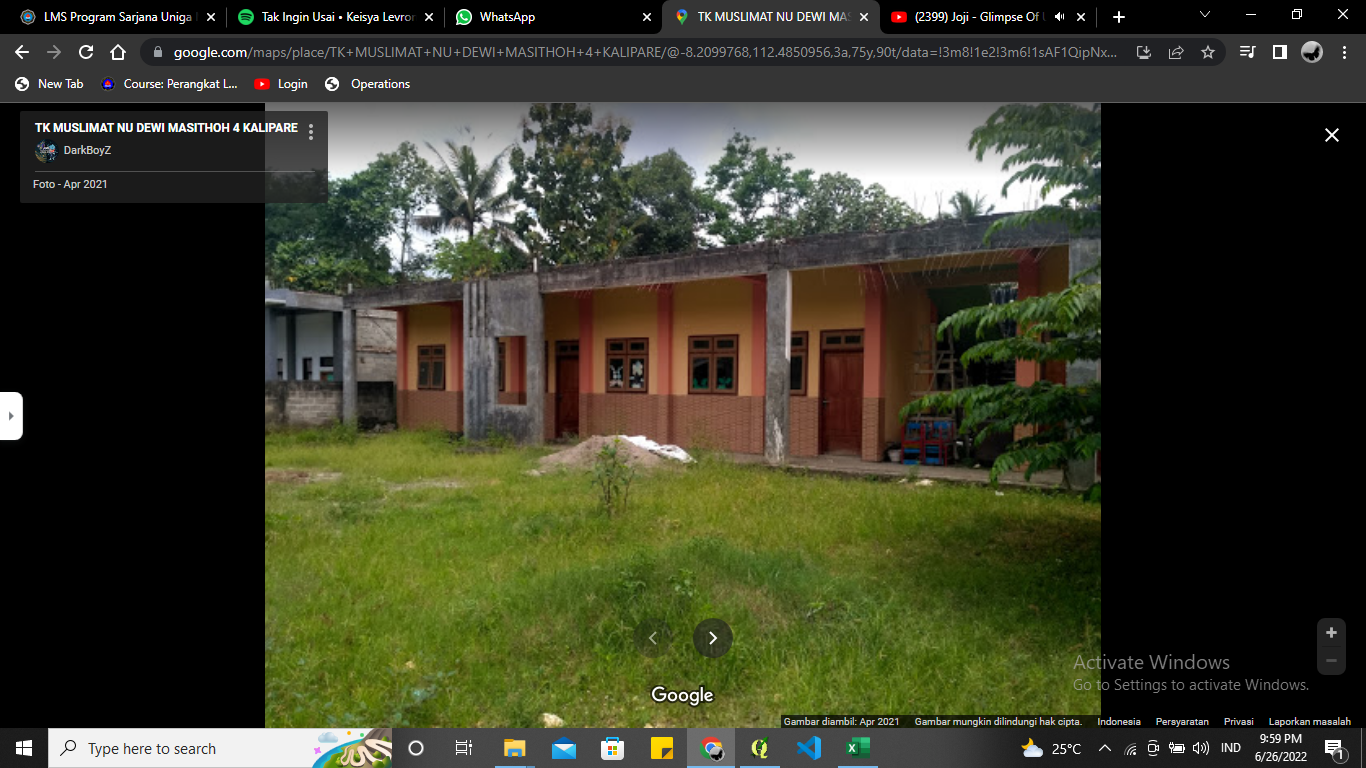 LMS Program Sarjana Uniga
Tak Ingin Usai • Keisya Levron
WhatsApp
TK MUSLIMAT NU DEWI MAS
(2399) Joji - Glimpse Of
google.com/maps/place/TK+MUSLIMAT+NU+DEWI+MASITHOH+4+KALIPARE/@-8.2099768,112.4850956,3a,75y,90t/data=!3m8!1e2!3m6!1sAF1QipNx...
New Tab
Course: Perangkat L...
Login
Operations
TK MUSLIMAT NU DEWI MASITHOH 4 KALIPARE
DarkBoyZ
Foto - Apr 2021
Google
Activate Windows
Go to Settings to activate Windows.
Gambar diambil: Apr 2021
Gambar mungkin dilindungi hak cipta.
Indonesia
Persyaratan
Privasi
Laporkan masalah
Type here to search
25°C
IND
9:59 PM
6/26/2022
1